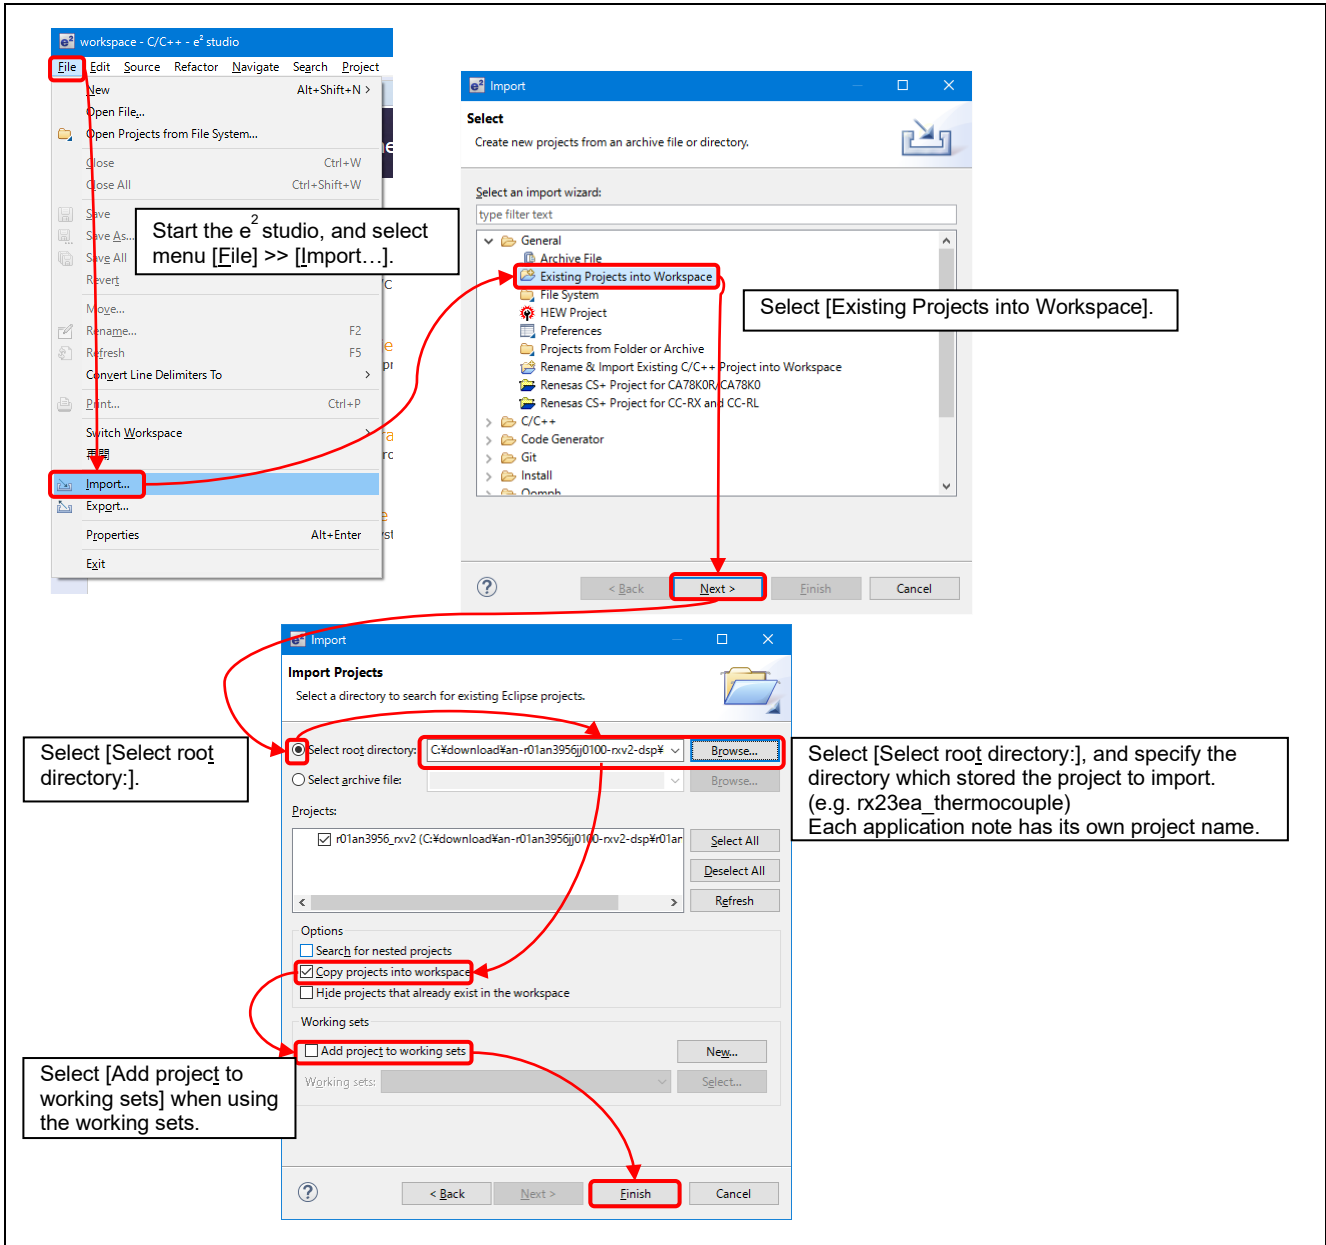 workspace - C/C++ - e² studio
File Edit Source Refactor Navigate Search Project
New Alt+Shift+N >
Open File...
Open Projects from File System...
Close Ctrl+W
Close All Ctrl+Shift+W
Save
Save As...
Save All
Revert
Move...
Rename... F2
Refresh F5
Convert Line Delimiters To >
Print... Ctrl+P
Switch Workspace >
再開
Import...
Export...
Properties Alt+Enter
Exit
Start the e² studio, and select
menu [File] >> [Import…].
Import
Select
Create new projects from an archive file or directory.
Select an import wizard:
type filter text
General
Archive File
Existing Projects into Workspace
File System
HEW Project
Preferences
Projects from Folder or Archive
Rename & Import Existing C/C++ Project into Workspace
Renesas CS+ Project for CA78K0R/CA78K0
Renesas CS+ Project for CC-RX and CC-RL
C/C++
Code Generator
Git
Install
Oomph
< Back Next > Finish Cancel
Select [Existing Projects into Workspace].
Import
Import Projects
Select a directory to search for existing Eclipse projects.
Select root directory: C:¥download¥an-r01an3956jj0100-rxv2-dsp¥ Browse...
Select archive file: Browse...
Projects:
r01an3956_rxv2 (C:¥download¥an-r01an3956jj0100-rxv2-dsp¥r01ar
Select All
Deselect All
Refresh
Options
Search for nested projects
Copy projects into workspace
Hide projects that already exist in the workspace
Working sets
Add project to working sets New...
Working sets: Select...
< Back Next > Finish Cancel
Select [Select root
directory:].
Select [Select root directory:], and specify the
directory which stored the project to import.
(e.g. rx23ea_thermocouple)
Each application note has its own project name.
Select [Add project to
working sets] when using
the working sets.